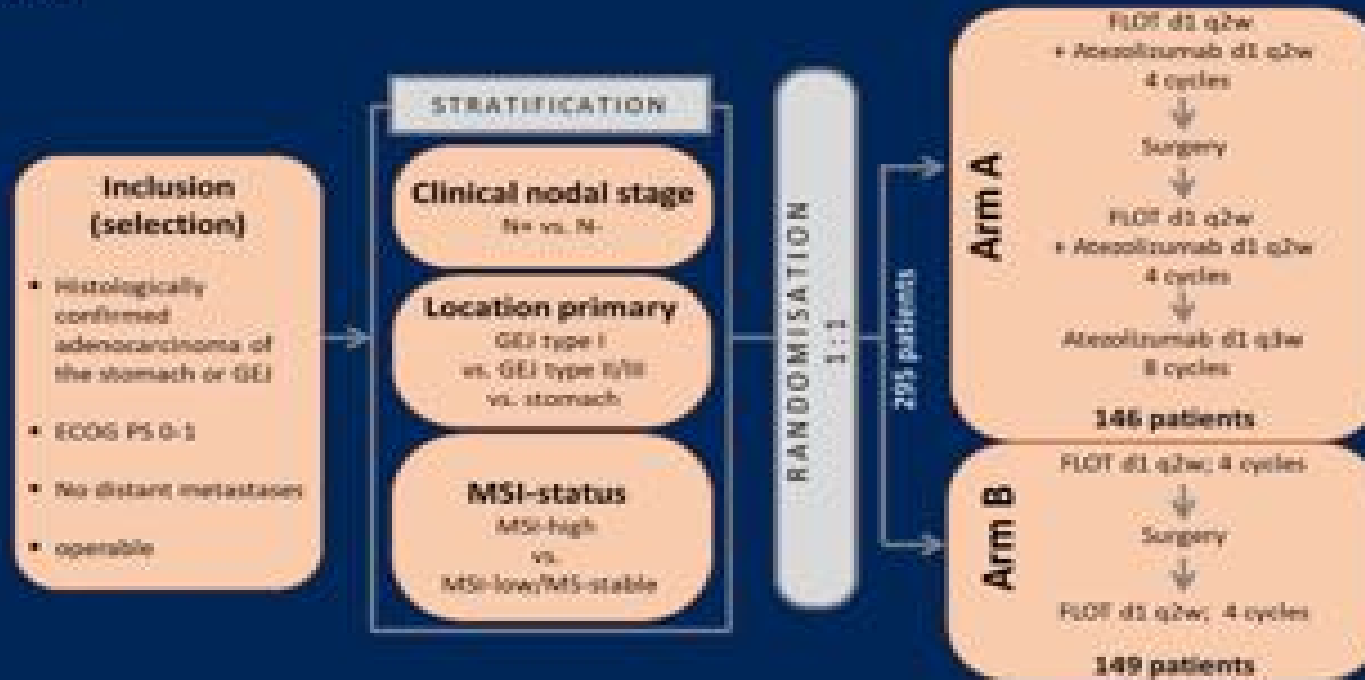 Inclusion
(selection)
▪ Histologically
confirmed
adenocarcinoma of
the stomach or GEJ
▪ ECOG PS 0-1
▪ No distant metastases
▪ operable
STRATIFICATION
Clinical nodal stage
N+ vs. N-
Location primary
GEJ type I
vs. GEJ type II/III
vs. stomach
MSI-status
MSI-high
vs.
MSI-low/MS-stable
RANDOMISATION
1:1
295 patients
Arm A
FLOT d1 q2w
+ Atezolizumab d1 q2w
4 cycles
Surgery
FLOT d1 q2w
+ Atezolizumab d1 q2w
4 cycles
Atezolizumab d1 q3w
8 cycles
146 patients
Arm B
FLOT d1 q2w; 4 cycles
Surgery
FLOT d1 q2w; 4 cycles
149 patients